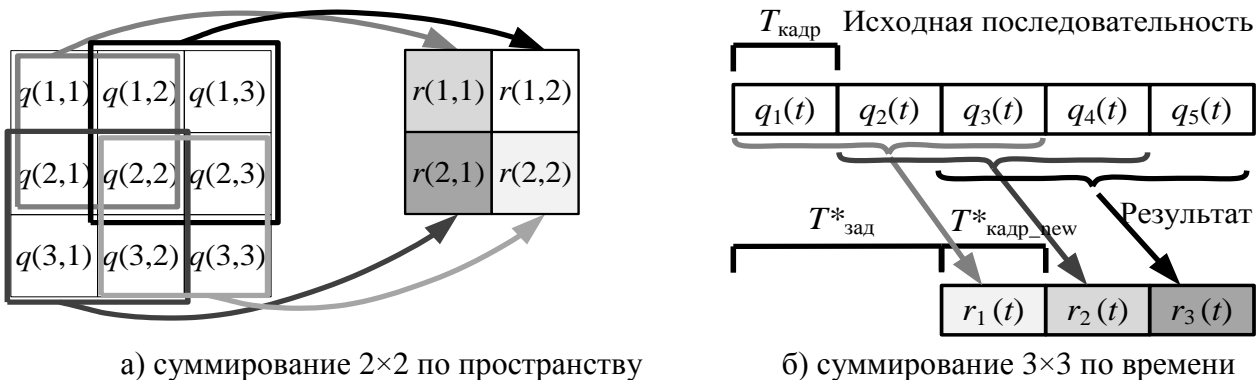 q(1,1) q(1,2) q(1,3)
q(2,1) q(2,2) q(2,3)
q(3,1) q(3,2) q(3,3)
r(1,1) r(1,2)
r(2,1) r(2,2)
а) суммирование 2×2 по пространству
Tкадр Исходная последовательность
q1(t) q2(t) q3(t) q4(t) q5(t)
T*зад T*кадр_new Результат
r1 (t) r2 (t) r3 (t)
б) суммирование 3×3 по времени